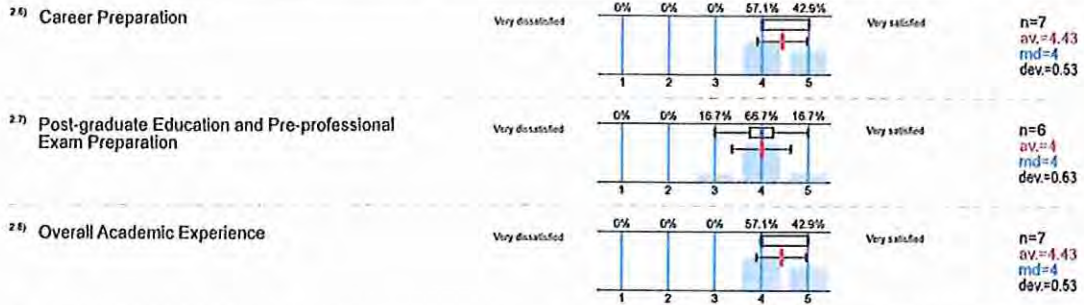 2.6) Career Preparation
Very dissatisfied
0% 0% 0% 57.1% 42.9%
1 2 3 4 5
Very satisfied
n=7
av.=4.43
md=4
dev.=0.53
2.7) Post-graduate Education and Pre-professional
Exam Preparation
Very dissatisfied
0% 0% 16.7% 66.7% 16.7%
1 2 3 4 5
Very satisfied
n=6
av.=4
md=4
dev.=0.63
2.8) Overall Academic Experience
Very dissatisfied
0% 0% 0% 57.1% 42.9%
1 2 3 4 5
Very satisfied
n=7
av.=4.43
md=4
dev.=0.53